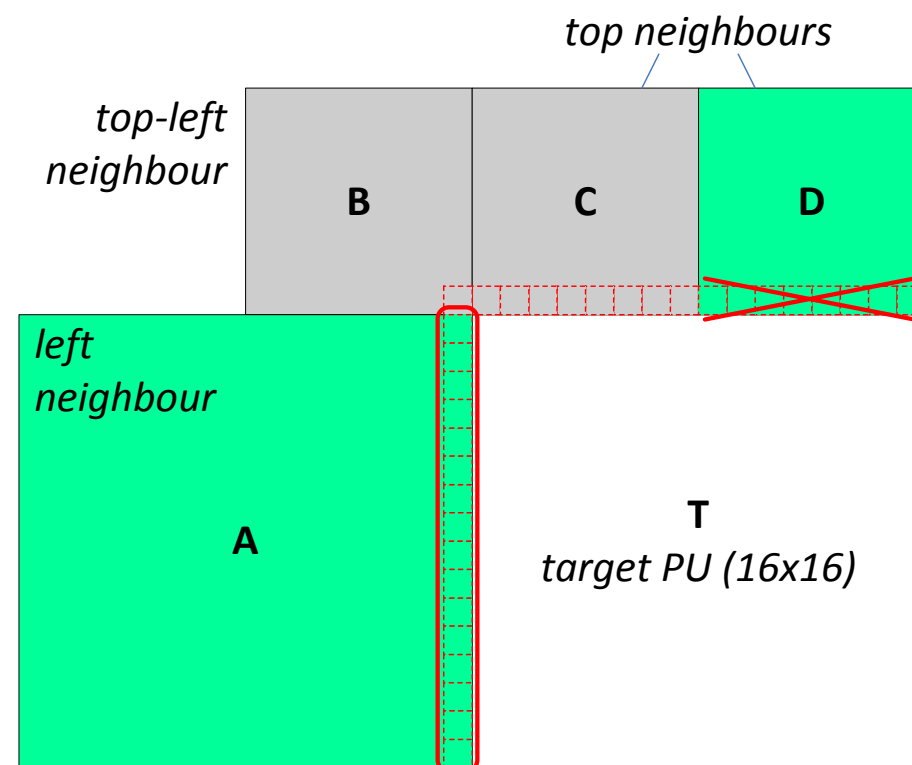 top neighbours
top-left
neighbour
B
C
D
left
neighbour
A
T
target PU (16x16)